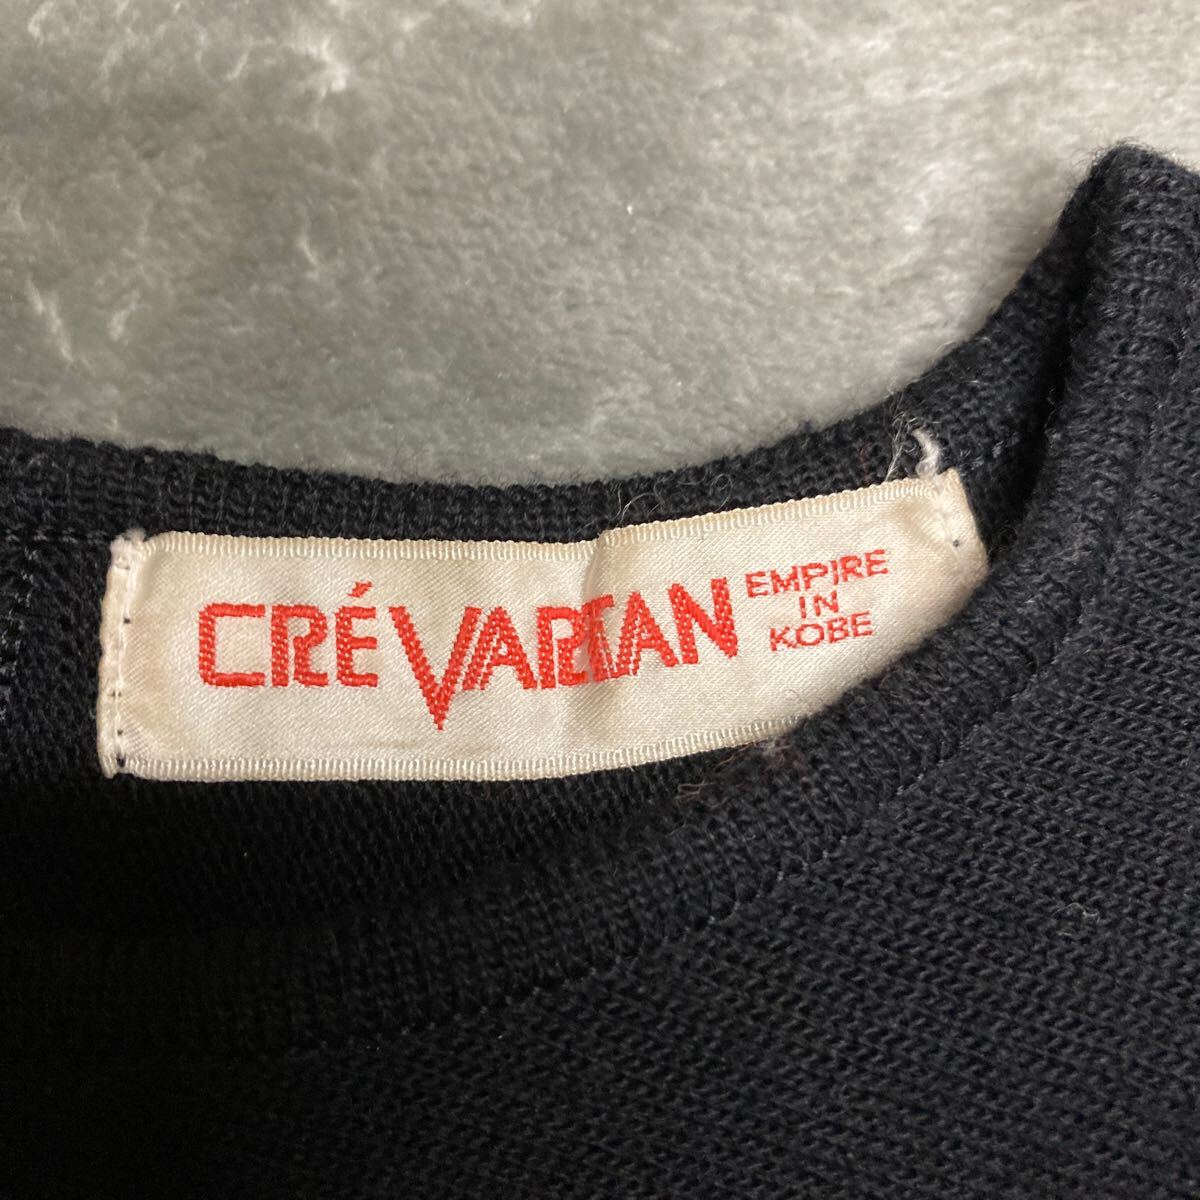 CRÉ VARTAN
EMPIRE
IN
KOBE